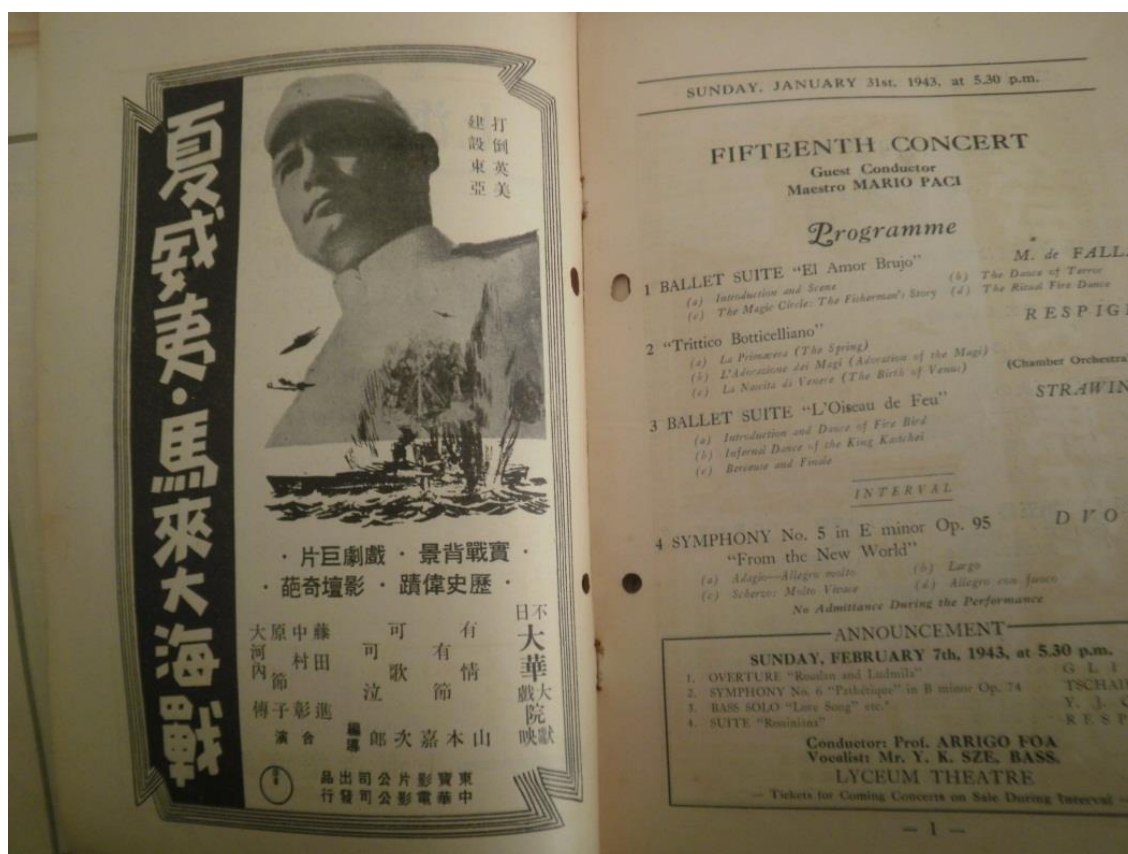 夏威夷・馬來大海戰
打倒英美
建設東亞
・實戰背景・戲劇巨片・
・歷史偉蹟・影壇奇葩・
不日
大華大戲院
獻映
有情
有節
可歌
可泣
山本嘉次郎 編導
藤田進
中村彰
原節子
大河內傳
合演
東寶影片公司出品
中華電影公司發行
SUNDAY, JANUARY 31st, 1943, at 5.30 p.m.
FIFTEENTH CONCERT
Guest Conductor
Maestro MARIO PACI
Programme
1 BALLET SUITE "El Amor Brujo" M. de FALL
(a) Introduction and Scene (b) The Dance of Terror
(c) The Magic Circle: The Fisherman's Story (d) The Ritual Fire Dance
2 "Trittico Botticelliano" RESPIG
(a) La Primavera (The Spring)
(b) L'Adorazione dei Magi (Adoration of the Magi) (Chamber Orchestra)
(c) La Nascita di Venere (The Birth of Venus)
3 BALLET SUITE "L'Oiseau de Feu" STRAWIN
(a) Introduction and Dance of Fire Bird
(b) Infernal Dance of the King Kastchei
(c) Berceuse and Finale
INTERVAL
4 SYMPHONY No. 5 in E minor Op. 95 DVO
"From the New World"
(a) Adagio—Allegro molto (b) Largo
(c) Scherzo: Molto Vivace (d) Allegro con fuoco
No Admittance During the Performance
ANNOUNCEMENT
SUNDAY, FEBRUARY 7th, 1943, at 5.30 p.m.
1. OVERTURE "Rouslan and Ludmila" GLI
2. SYMPHONY No. 6 "Pathétique" in B minor Op. 74 TSCHAI
3. BASS SOLO "Love Song" etc. Y. J. C
4. SUITE "Rossiniana" RESP
Conductor: Prof. ARRIGO FOA
Vocalist: Mr. Y. K. SZE, BASS.
LYCEUM THEATRE
— Tickets for Coming Concerts on Sale During Interval —
— 1 —